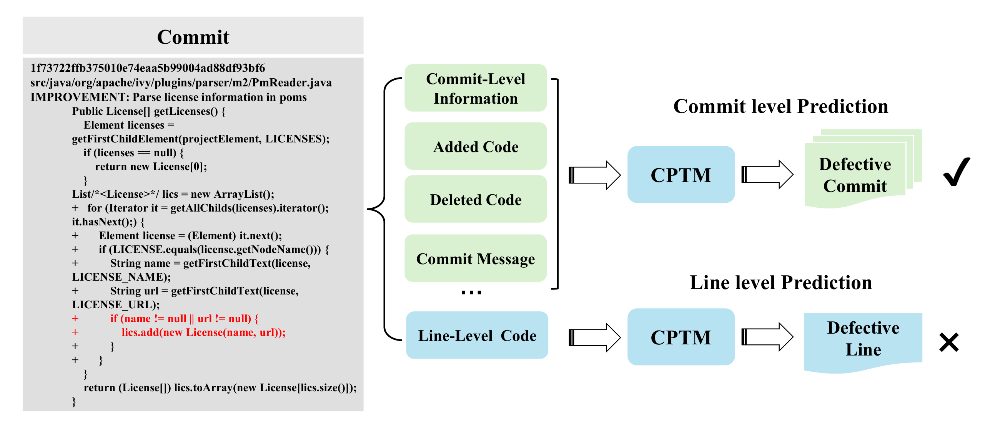 Commit
1f73722ffb375010e74eaa5b99004ad88df93bf6
src/java/org/apache/ivy/plugins/parser/m2/PmReader.java
IMPROVEMENT: Parse license information in poms
Public License[] getLicenses() {
Element licenses =
getFirstChildElement(projectElement, LICENSES);
if (licenses == null) {
return new License[0];
}
List/*<License>*/ lics = new ArrayList();
+ for (Iterator it = getAllChilds(licenses).iterator();
it.hasNext();) {
+ Element license = (Element) it.next();
+ if (LICENSE.equals(license.getNodeName())) {
+ String name = getFirstChildText(license,
LICENSE_NAME);
+ String url = getFirstChildText(license,
LICENSE_URL);
+ if (name != null || url != null) {
+ lics.add(new License(name, url));
+ }
+ }
}
return (License[]) lics.toArray(new License[lics.size()]);
}
Commit-Level
Information
Added Code
Deleted Code
Commit Message
...
Line-Level Code
Commit level Prediction
CPTM
Defective
Commit
Line level Prediction
CPTM
Defective
Line